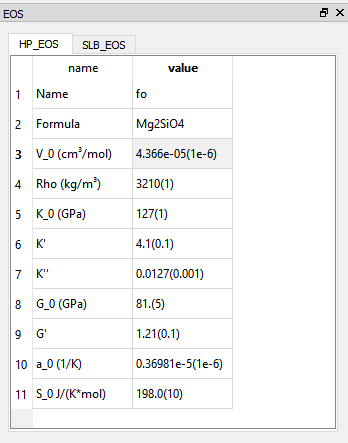 EOS
HP_EOS SLB_EOS
name value
1 Name fo
2 Formula Mg2SiO4
3 V_0 (cm³/mol) 4.366e-05(1e-6)
4 Rho (kg/m³) 3210(1)
5 K_0 (GPa) 127(1)
6 K' 4.1(0.1)
7 K'' 0.0127(0.001)
8 G_0 (GPa) 81.(5)
9 G' 1.21(0.1)
10 a_0 (1/K) 0.36981e-5(1e-6)
11 S_0 J/(K*mol) 198.0(10)